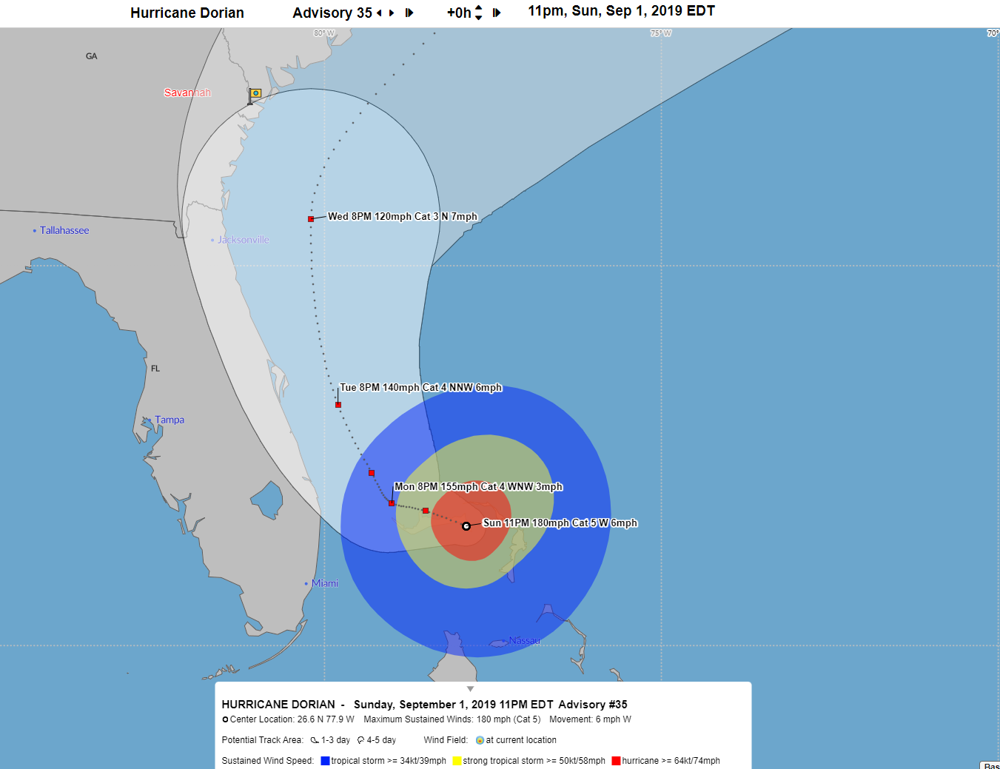 Hurricane Dorian Advisory 35 +0h 11pm, Sun, Sep 1, 2019 EDT
80° W 75° W 70°
GA
Savannah
Wed 8PM 120mph Cat 3 N 7mph
Tallahassee
Jacksonville
FL
Tue 8PM 140mph Cat 4 NNW 6mph
Tampa
Mon 8PM 155mph Cat 4 WNW 3mph
Sun 11PM 180mph Cat 5 W 6mph
Miami
Nassau
HURRICANE DORIAN - Sunday, September 1, 2019 11PM EDT Advisory #35
Center Location: 26.6 N 77.9 W Maximum Sustained Winds: 180 mph (Cat 5) Movement: 6 mph W
Potential Track Area: 1-3 day 4-5 day Wind Field: at current location
Sustained Wind Speed: tropical storm >= 34kt/39mph strong tropical storm >= 50kt/58mph hurricane >= 64kt/74mph
Bas